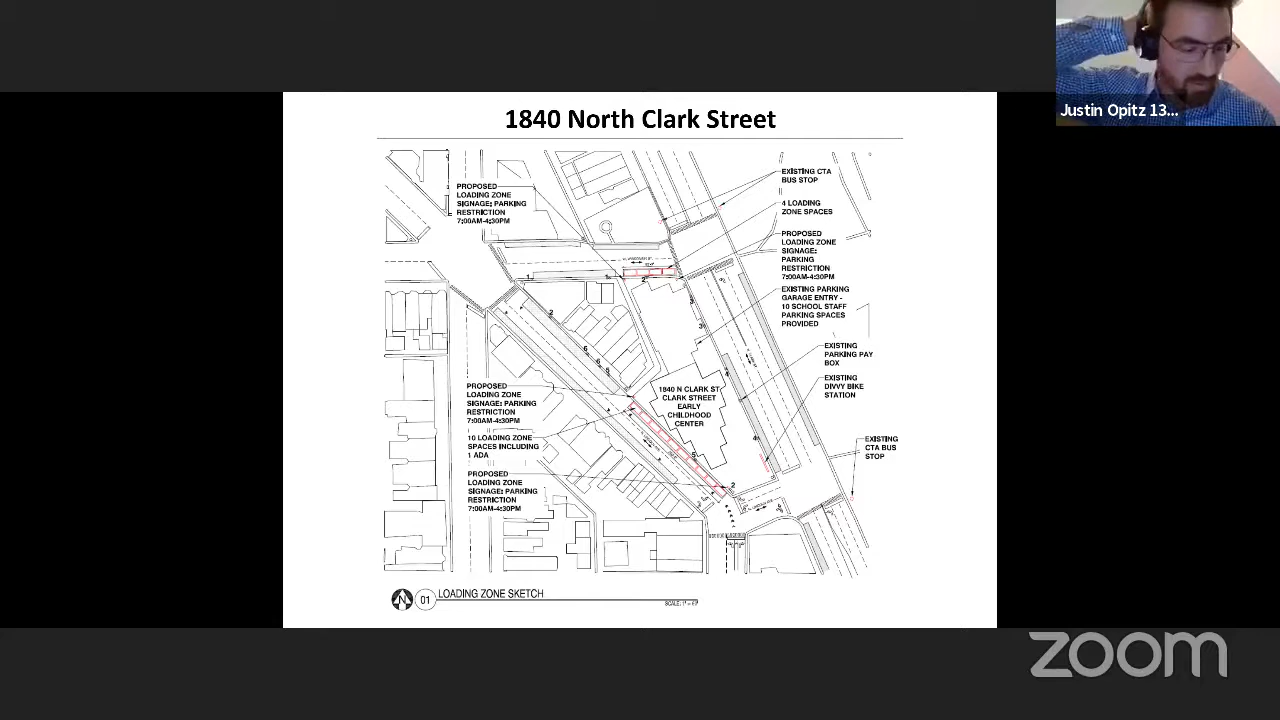 Justin Opitz 13...
1840 North Clark Street
PROPOSED
LOADING ZONE
SIGNAGE: PARKING
RESTRICTION
7:00AM-4:30PM
EXISTING CTA
BUS STOP
4 LOADING
ZONE SPACES
PROPOSED
LOADING ZONE
SIGNAGE:
PARKING
RESTRICTION
7:00AM-4:30PM
EXISTING PARKING
GARAGE ENTRY -
10 SCHOOL STAFF
PARKING SPACES
PROVIDED
EXISTING
PARKING PAY
BOX
EXISTING
DIVVY BIKE
STATION
PROPOSED
LOADING ZONE
SIGNAGE: PARKING
RESTRICTION
7:00AM-4:30PM
1840 N CLARK ST
CLARK STREET
EARLY
CHILDHOOD
CENTER
10 LOADING ZONE
SPACES INCLUDING
1 ADA
EXISTING
CTA BUS
STOP
PROPOSED
LOADING ZONE
SIGNAGE: PARKING
RESTRICTION
7:00AM-4:30PM
N
01
LOADING ZONE SKETCH
zoom